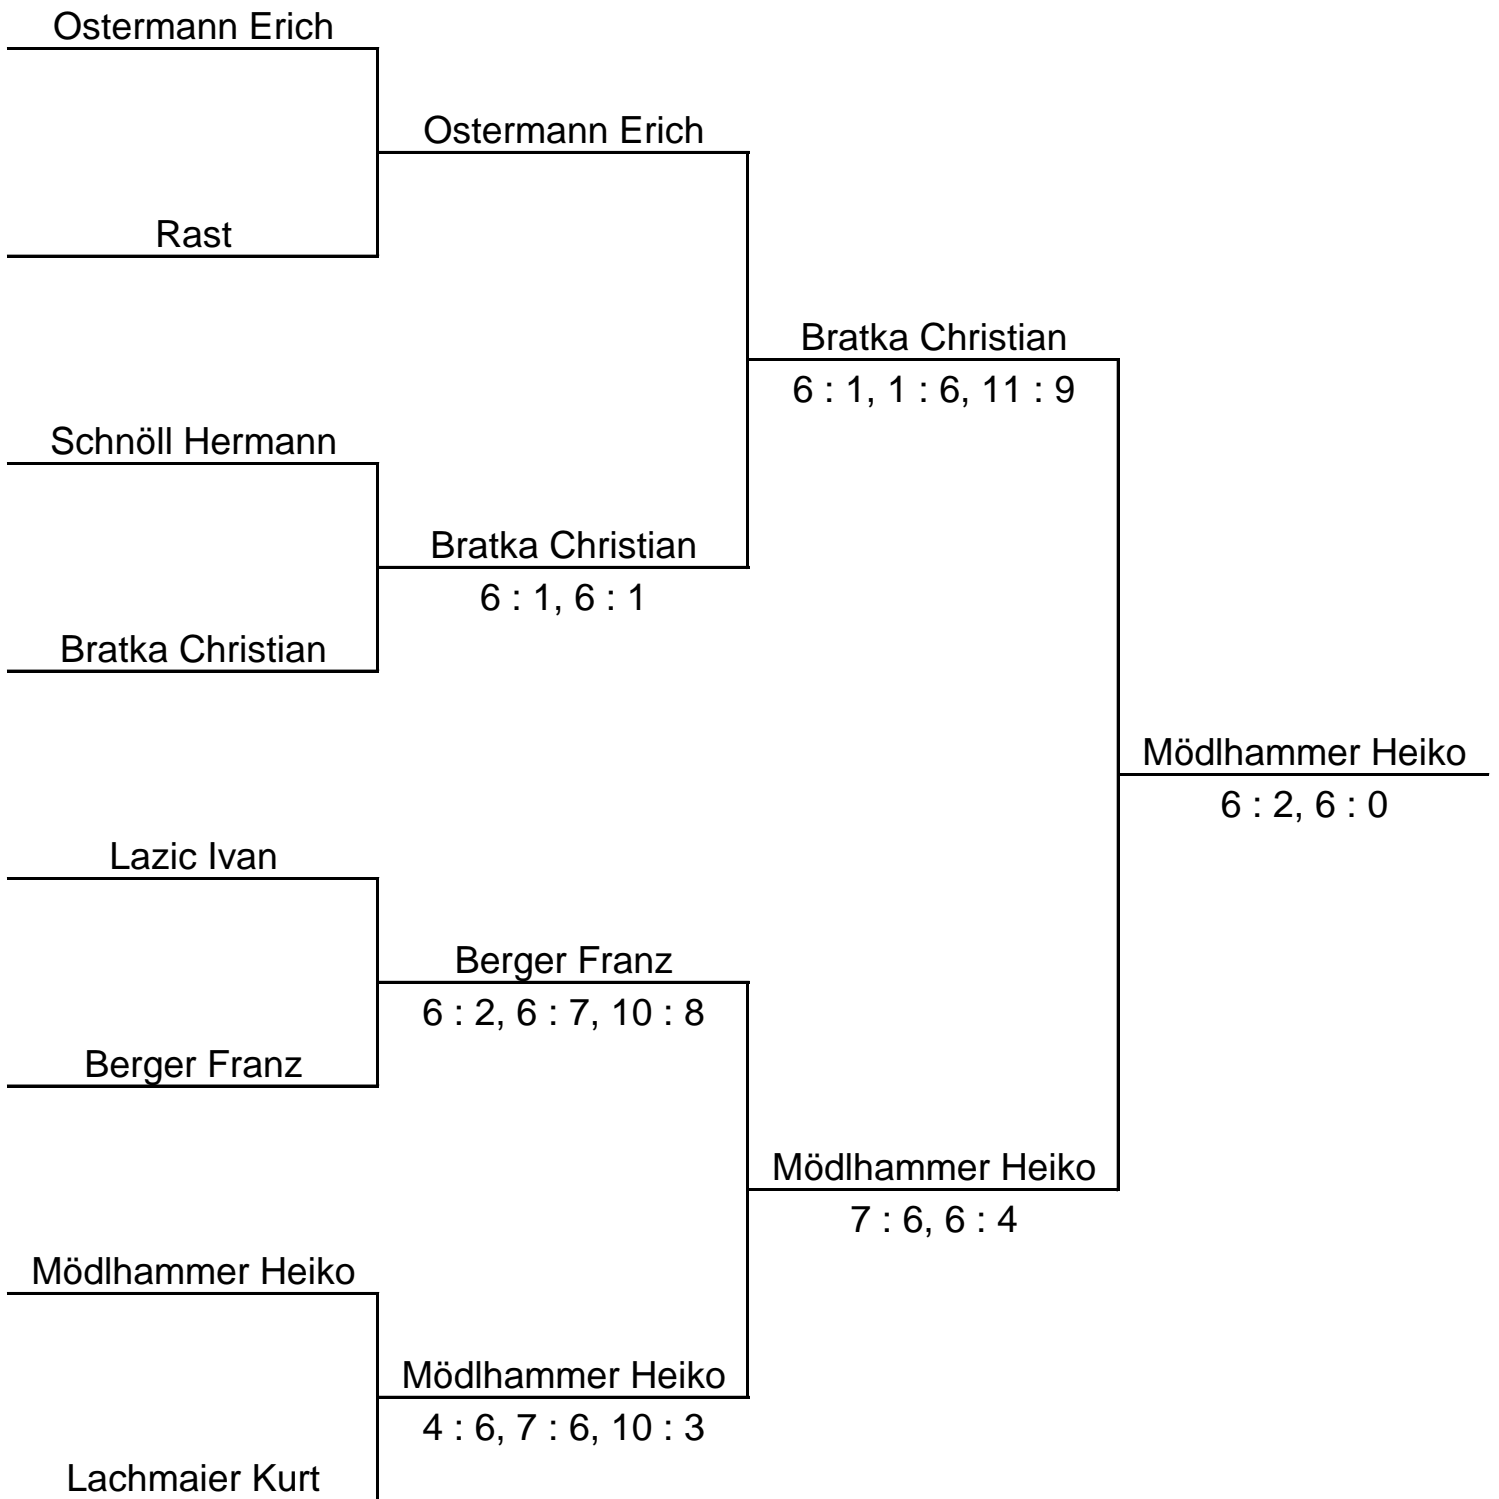 Ostermann Erich
Ostermann Erich
Rast
Bratka Christian
6 : 1, 1 : 6, 11 : 9
Schnöll Hermann
Bratka Christian
6 : 1, 6 : 1
Bratka Christian
Mödlhammer Heiko
6 : 2, 6 : 0
Lazic Ivan
Berger Franz
6 : 2, 6 : 7, 10 : 8
Berger Franz
Mödlhammer Heiko
7 : 6, 6 : 4
Mödlhammer Heiko
Mödlhammer Heiko
4 : 6, 7 : 6, 10 : 3
Lachmaier Kurt